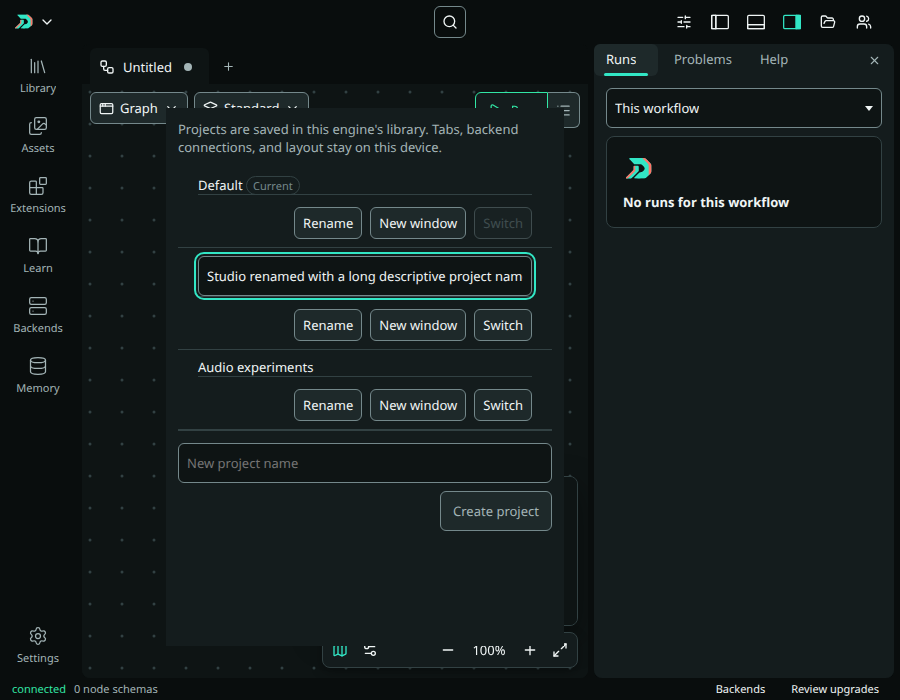 Untitled
Runs
Problems
Help
Library
Assets
Extensions
Learn
Backends
Memory
Settings
Graph
Standard
This workflow
No runs for this workflow
Projects are saved in this engine's library. Tabs, backend
connections, and layout stay on this device.
Default Current
Rename New window Switch
Studio renamed with a long descriptive project nam
Rename New window Switch
Audio experiments
Rename New window Switch
New project name
Create project
100%
connected 0 node schemas
Backends Review upgrades